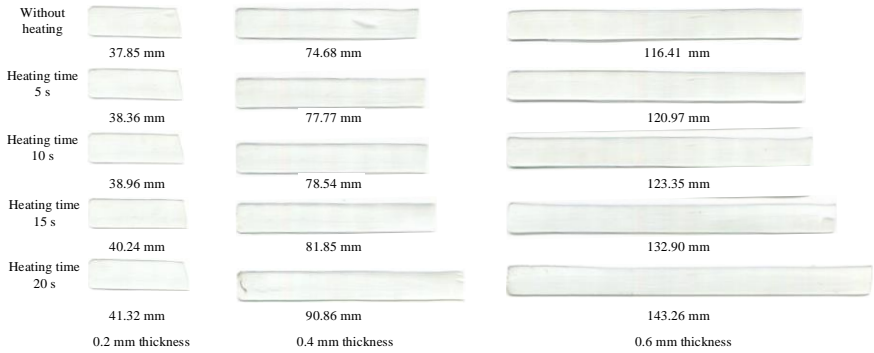 Without
heating
37.85 mm 74.68 mm 116.41 mm
Heating time
5 s
38.36 mm 77.77 mm 120.97 mm
Heating time
10 s
38.96 mm 78.54 mm 123.35 mm
Heating time
15 s
40.24 mm 81.85 mm 132.90 mm
Heating time
20 s
41.32 mm 90.86 mm 143.26 mm
0.2 mm thickness 0.4 mm thickness 0.6 mm thickness